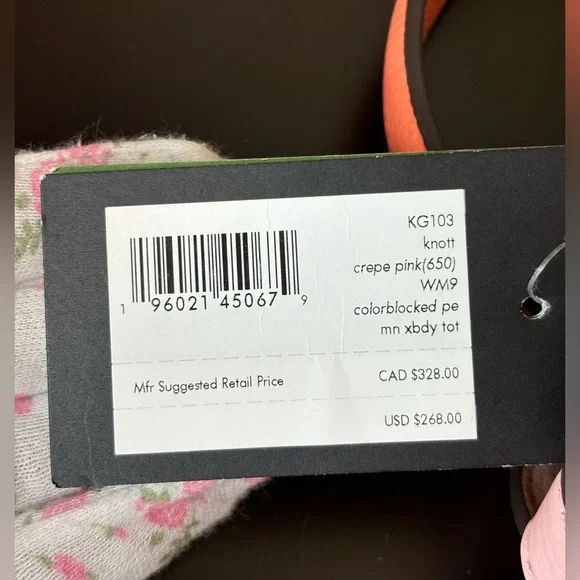 KG103
knott
crepe pink(650)
WM9
colorblocked pe
mn xbdy tot
1 96021 45067 9
Mfr Suggested Retail Price CAD $328.00
USD $268.00